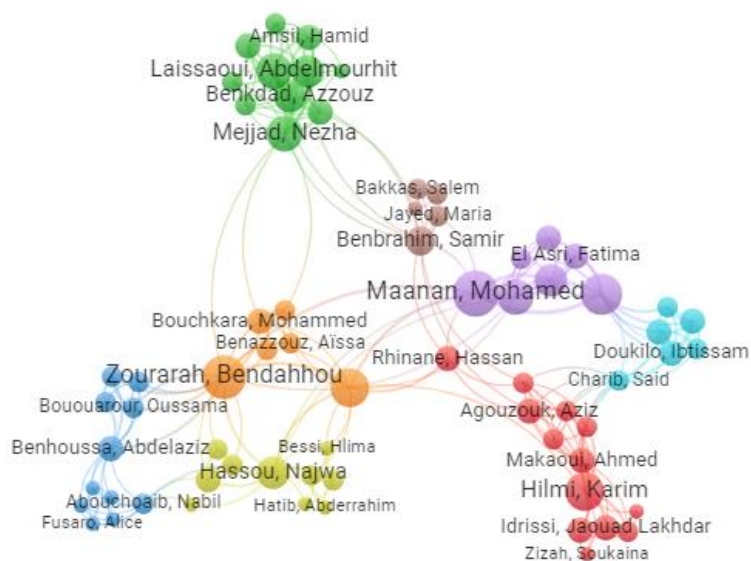 Amsil, Hamid
Laissaoui, Abdelmourhit
Benkdad, Azzouz
Mejjad, Nezha
Bakkas, Salem
Jayed, Maria
Benbrahim, Samir
El Asri, Fatima
Maanan, Mohamed
Bouchkara, Mohammed
Benazzouz, Aïssa
Rhinane, Hassan
Doukilo, Ibtissam
Zourarah, Bendahhou
Charib, Said
Bououarour, Oussama
Agouzouk, Aziz
Benhoussa, Abdelaziz
Bessi, Hlima
Makaoui, Ahmed
Hassou, Najwa
Hilmi, Karim
Abouchoaib, Nabil
Hatib, Abderrahim
Fusaro, Alice
Idrissi, Jaouad Lakhdar
Zizah, Soukaina